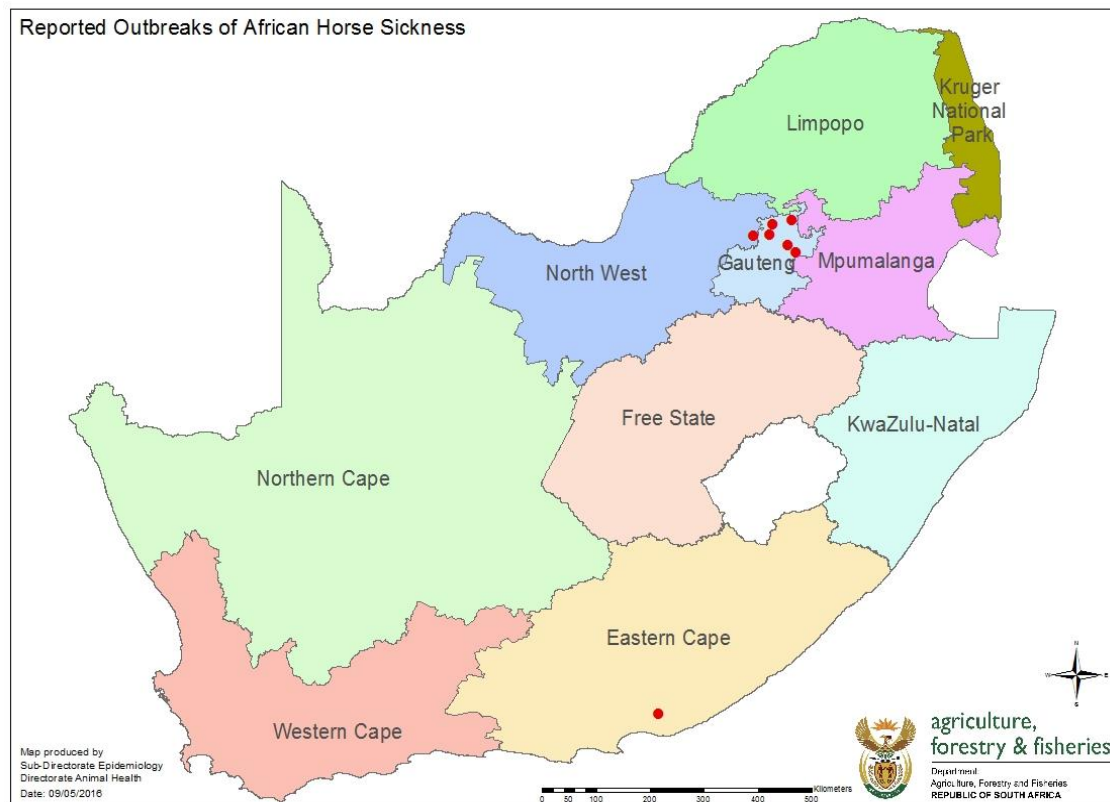 Reported Outbreaks of African Horse Sickness
Kruger
National
Park
Limpopo
North West
Gauteng
Mpumalanga
Free State
KwaZulu-Natal
Northern Cape
Eastern Cape
Western Cape
N
W
E
S
Map produced by
Sub-Directorate Epidemiology
Directorate Animal Health
Date: 09/05/2016
Kilometers
0 50 100 200 300 400 500
agriculture,
forestry & fisheries
Department:
Agriculture, Forestry and Fisheries
REPUBLIC OF SOUTH AFRICA